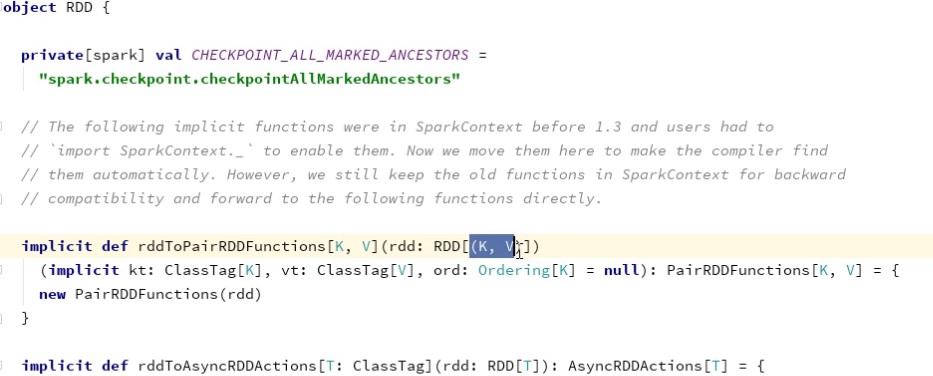 object RDD {
private[spark] val CHECKPOINT_ALL_MARKED_ANCESTORS =
"spark.checkpoint.checkpointAllMarkedAncestors"
// The following implicit functions were in SparkContext before 1.3 and users had to
// `import SparkContext._` to enable them. Now we move them here to make the compiler find
// them automatically. However, we still keep the old functions in SparkContext for backward
// compatibility and forward to the following functions directly.
implicit def rddToPairRDDFunctions[K, V](rdd: RDD[(K, V)])
(implicit kt: ClassTag[K], vt: ClassTag[V], ord: Ordering[K] = null): PairRDDFunctions[K, V] = {
new PairRDDFunctions(rdd)
}
implicit def rddToAsyncRDDActions[T: ClassTag](rdd: RDD[T]): AsyncRDDActions[T] = {